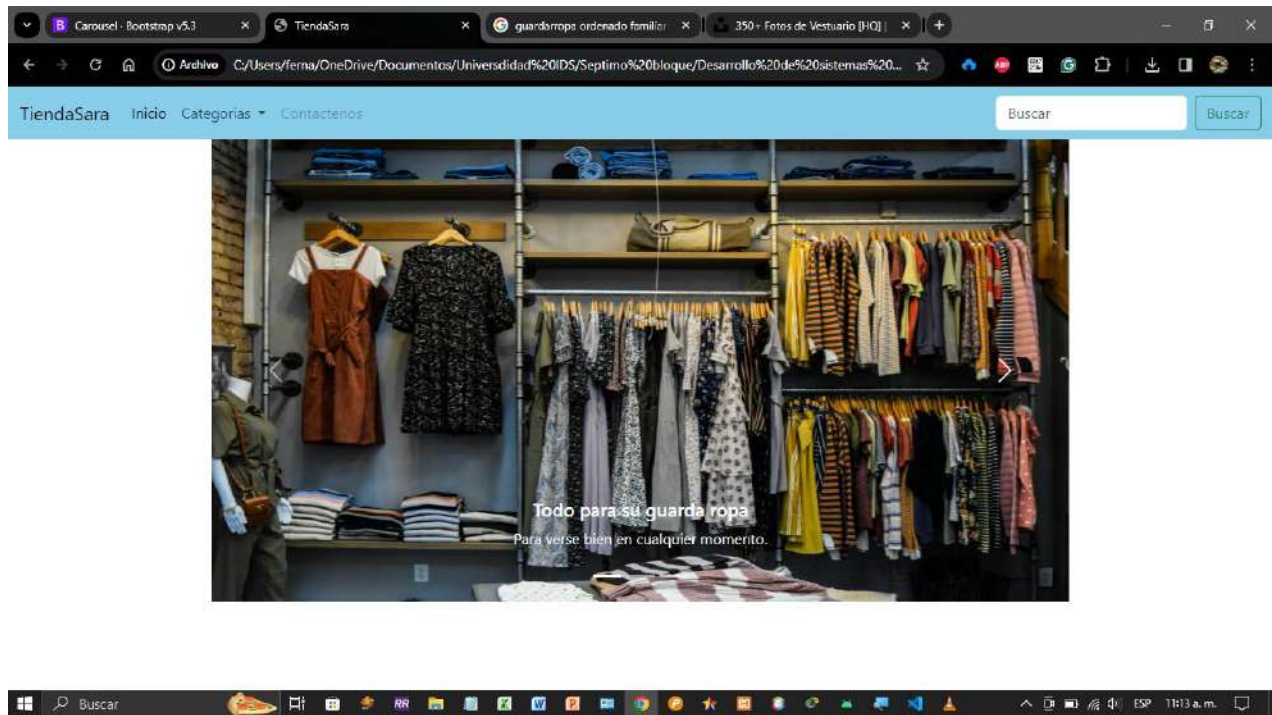 Carousel · Bootstrap v5.3
TiendaSara
guardarropa ordenado familiar
350+ Fotos de Vestuario [HQ] |
Archivo C:/Users/ferna/OneDrive/Documentos/Universdidad%20IDS/Septimo%20bloque/Desarrollo%20de%20sistemas%20...
TiendaSara Inicio Categorias Contactenos Buscar Buscar
Todo para su guarda ropa
Para verse bien en cualquier momento.
Buscar
ESP 11:13 a. m.